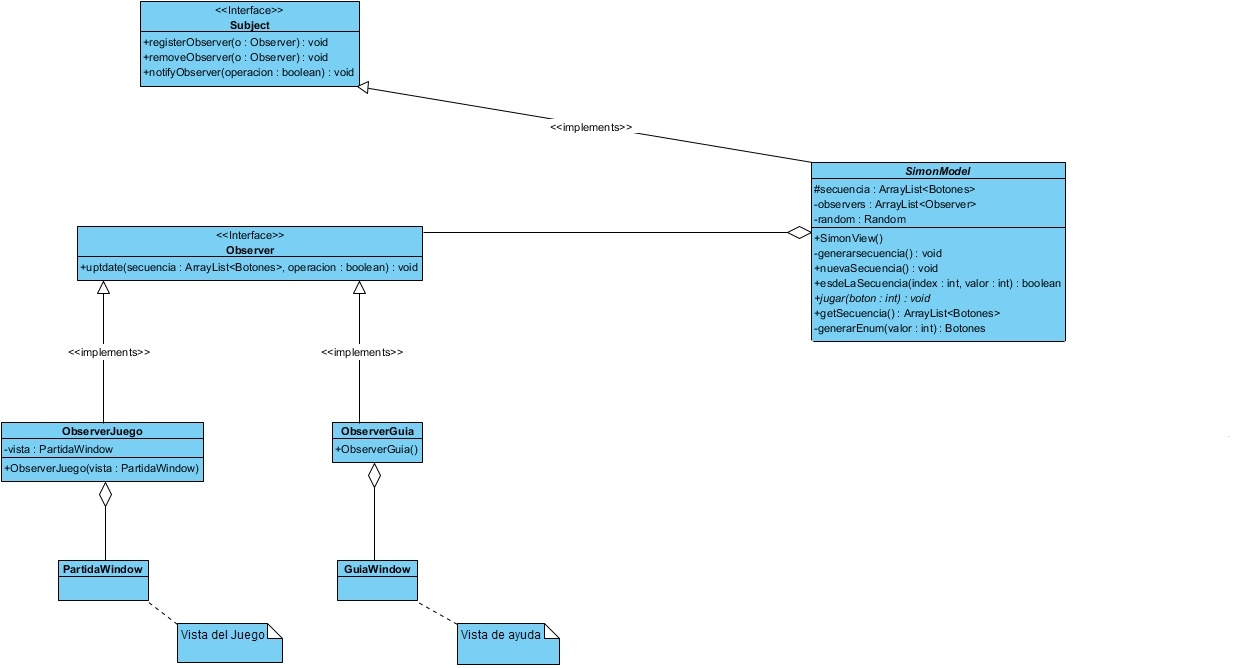 <<Interface>>
Subject
+registerObserver(o : Observer) : void
+removeObserver(o : Observer) : void
+notifyObserver(operacion : boolean) : void
<<implements>>
SimonModel
#secuencia : ArrayList<Botones>
-observers : ArrayList<Observer>
-random : Random
+SimonView()
-generarsecuencia() : void
+nuevaSecuencia() : void
+esdeLaSecuencia(index : int, valor : int) : boolean
+jugar(boton : int) : void
+getSecuencia() : ArrayList<Botones>
-generarEnum(valor : int) : Botones
<<Interface>>
Observer
+uptdate(secuencia : ArrayList<Botones>, operacion : boolean) : void
<<implements>>
<<implements>>
ObserverJuego
-vista : PartidaWindow
+ObserverJuego(vista : PartidaWindow)
ObserverGuia
+ObserverGuia()
PartidaWindow
GuiaWindow
Vista del Juego
Vista de ayuda